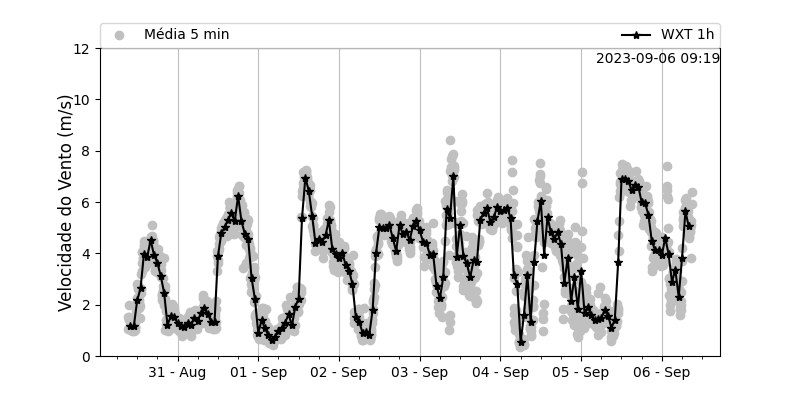 Média 5 min
WXT 1h
2023-09-06 09:19
Velocidade do Vento (m/s)
12
10
8
6
4
2
0
31 - Aug
01 - Sep
02 - Sep
03 - Sep
04 - Sep
05 - Sep
06 - Sep